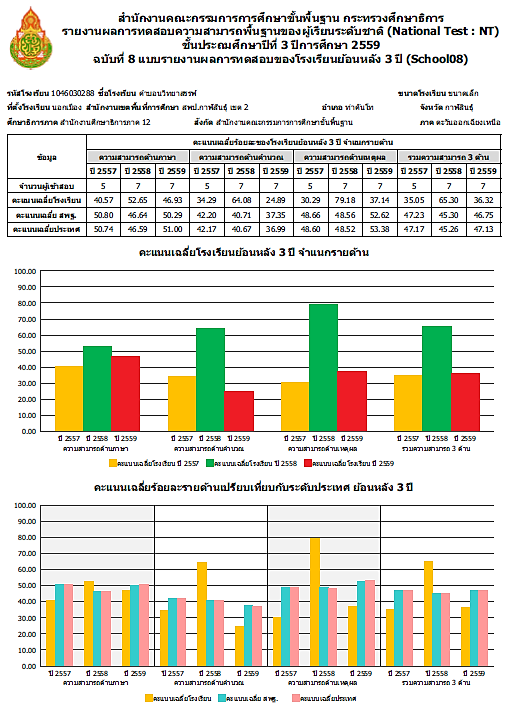 สำนักงานคณะกรรมการการศึกษาขั้นพื้นฐาน กระทรวงศึกษาธิการ
รายงานผลการทดสอบความสามารถพื้นฐานของผู้เรียนระดับชาติ (National Test : NT)
ชั้นประถมศึกษาปีที่ 3 ปีการศึกษา 2559
ฉบับที่ 8 แบบรายงานผลการทดสอบของโรงเรียนย้อนหลัง 3 ปี (School08)
รหัสโรงเรียน 1046030288 ชื่อโรงเรียน คำบอนวิทยาสรรพ์ ขนาดโรงเรียน ขนาดเล็ก
ที่ตั้งโรงเรียน นอกเมือง สำนักงานเขตพื้นที่การศึกษา สพป.กาฬสินธุ์ เขต 2 อำเภอ ท่าคันโท จังหวัด กาฬสินธุ์
ศึกษาธิการภาค สำนักงานศึกษาธิการภาค 12 สังกัด สำนักงานคณะกรรมการการศึกษาขั้นพื้นฐาน ภาค ตะวันออกเฉียงเหนือ
ข้อมูล คะแนนเฉลี่ยร้อยละของโรงเรียนย้อนหลัง 3 ปี จำแนกรายด้าน
ความสามารถด้านภาษา ความสามารถด้านคำนวณ ความสามารถด้านเหตุผล รวมความสามารถ 3 ด้าน
ปี 2557 ปี 2558 ปี 2559 ปี 2557 ปี 2558 ปี 2559 ปี 2557 ปี 2558 ปี 2559 ปี 2557 ปี 2558 ปี 2559
จำนวนผู้เข้าสอบ 5 7 7 5 7 7 5 7 7 5 7 7
คะแนนเฉลี่ยโรงเรียน 40.57 52.65 46.93 34.29 64.08 24.89 30.29 79.18 37.14 35.05 65.30 36.32
คะแนนเฉลี่ย สพฐ. 50.80 46.64 50.29 42.20 40.71 37.35 48.66 48.56 52.62 47.23 45.30 46.75
คะแนนเฉลี่ยประเทศ 50.74 46.59 51.00 42.17 40.67 36.99 48.60 48.52 53.38 47.17 45.26 47.13
คะแนนเฉลี่ยโรงเรียนย้อนหลัง 3 ปี จำแนกรายด้าน
100.00
90.00
80.00
70.00
60.00
50.00
40.00
30.00
20.00
10.00
0.00
ปี 2557 ปี 2558 ปี 2559 ปี 2557 ปี 2558 ปี 2559 ปี 2557 ปี 2558 ปี 2559 ปี 2557 ปี 2558 ปี 2559
ความสามารถด้านภาษา ความสามารถด้านคำนวณ ความสามารถด้านเหตุผล รวมความสามารถ 3 ด้าน
คะแนนเฉลี่ยโรงเรียน ปี 2557 คะแนนเฉลี่ยโรงเรียน ปี 2558 คะแนนเฉลี่ยโรงเรียน ปี 2559
คะแนนเฉลี่ยร้อยละรายด้านเปรียบเทียบกับระดับประเทศ ย้อนหลัง 3 ปี
100.00
90.00
80.00
70.00
60.00
50.00
40.00
30.00
20.00
10.00
0.00
ปี 2557 ปี 2558 ปี 2559 ปี 2557 ปี 2558 ปี 2559 ปี 2557 ปี 2558 ปี 2559 ปี 2557 ปี 2558 ปี 2559
ความสามารถด้านภาษา ความสามารถด้านคำนวณ ความสามารถด้านเหตุผล รวมความสามารถ 3 ด้าน
คะแนนเฉลี่ยโรงเรียน คะแนนเฉลี่ย สพฐ. คะแนนเฉลี่ยประเทศ